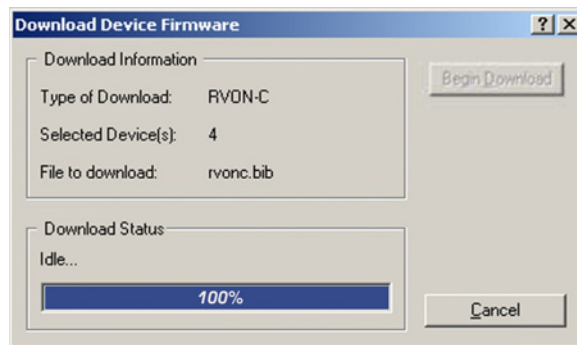 Download Device Firmware
Download Information
Type of Download: RVON-C
Selected Device(s): 4
File to download: rvonc.bib
Begin Download
Download Status
Idle...
100%
Cancel